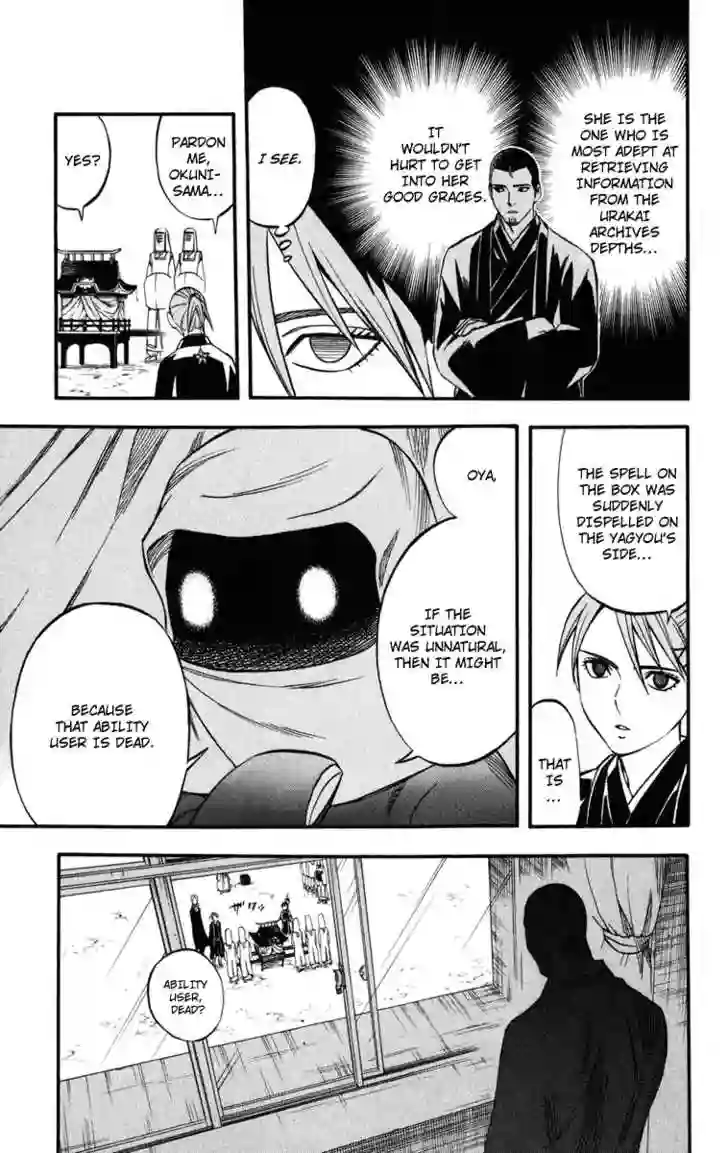 SHE IS THE
ONE WHO IS
MOST ADEPT AT
RETRIEVING
INFORMATION
FROM THE
URAKAI
ARCHIVES
DEPTHS...
IT
WOULDN'T
HURT TO GET
INTO HER
GOOD GRACES.
I SEE.
PARDON
ME,
OKUNI-
SAMA...
YES?
THE SPELL ON
THE BOX WAS
SUDDENLY
DISPELLED ON
THE YAGYOU'S
SIDE...
THAT
IS
...
OYA,
IF THE
SITUATION
WAS UNNATURAL,
THEN IT MIGHT
BE...
BECAUSE
THAT ABILITY
USER IS DEAD.
ザワッ
ABILITY
USER,
DEAD?